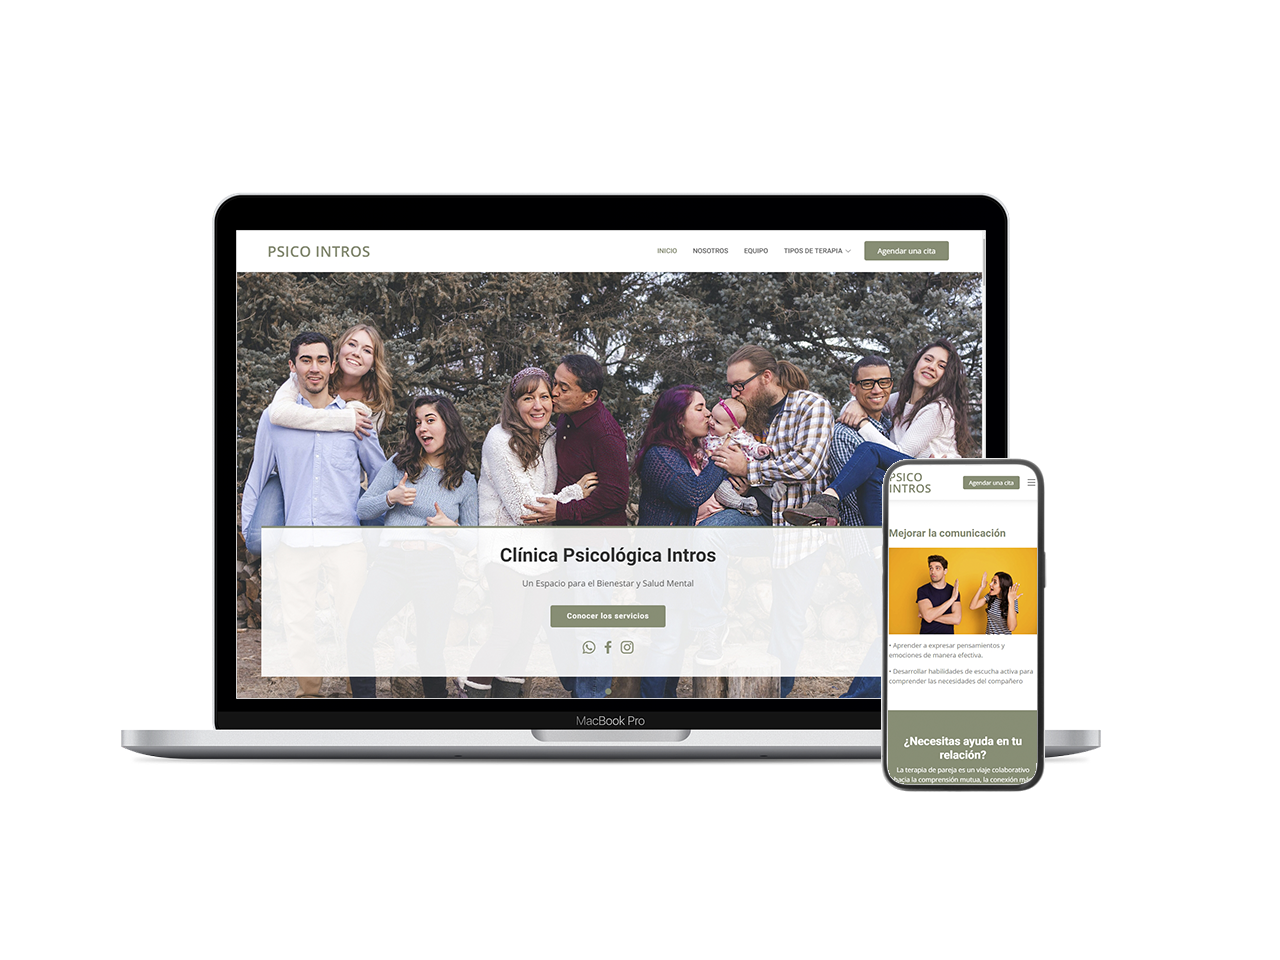 PSICO INTROS
INICIO NOSOTROS EQUIPO TIPOS DE TERAPIA Agendar una cita
Clínica Psicológica Intros
Un Espacio para el Bienestar y Salud Mental
Conocer los servicios
MacBook Pro
PSICO
INTROS
Agendar una cita
Mejorar la comunicación
• Aprender a expresar pensamientos y
emociones de manera efectiva.
• Desarrollar habilidades de escucha activa para
comprender las necesidades del compañero
¿Necesitas ayuda en tu
relación?
La terapia de pareja es un viaje colaborativo
hacia la comprensión mutua, la conexión más